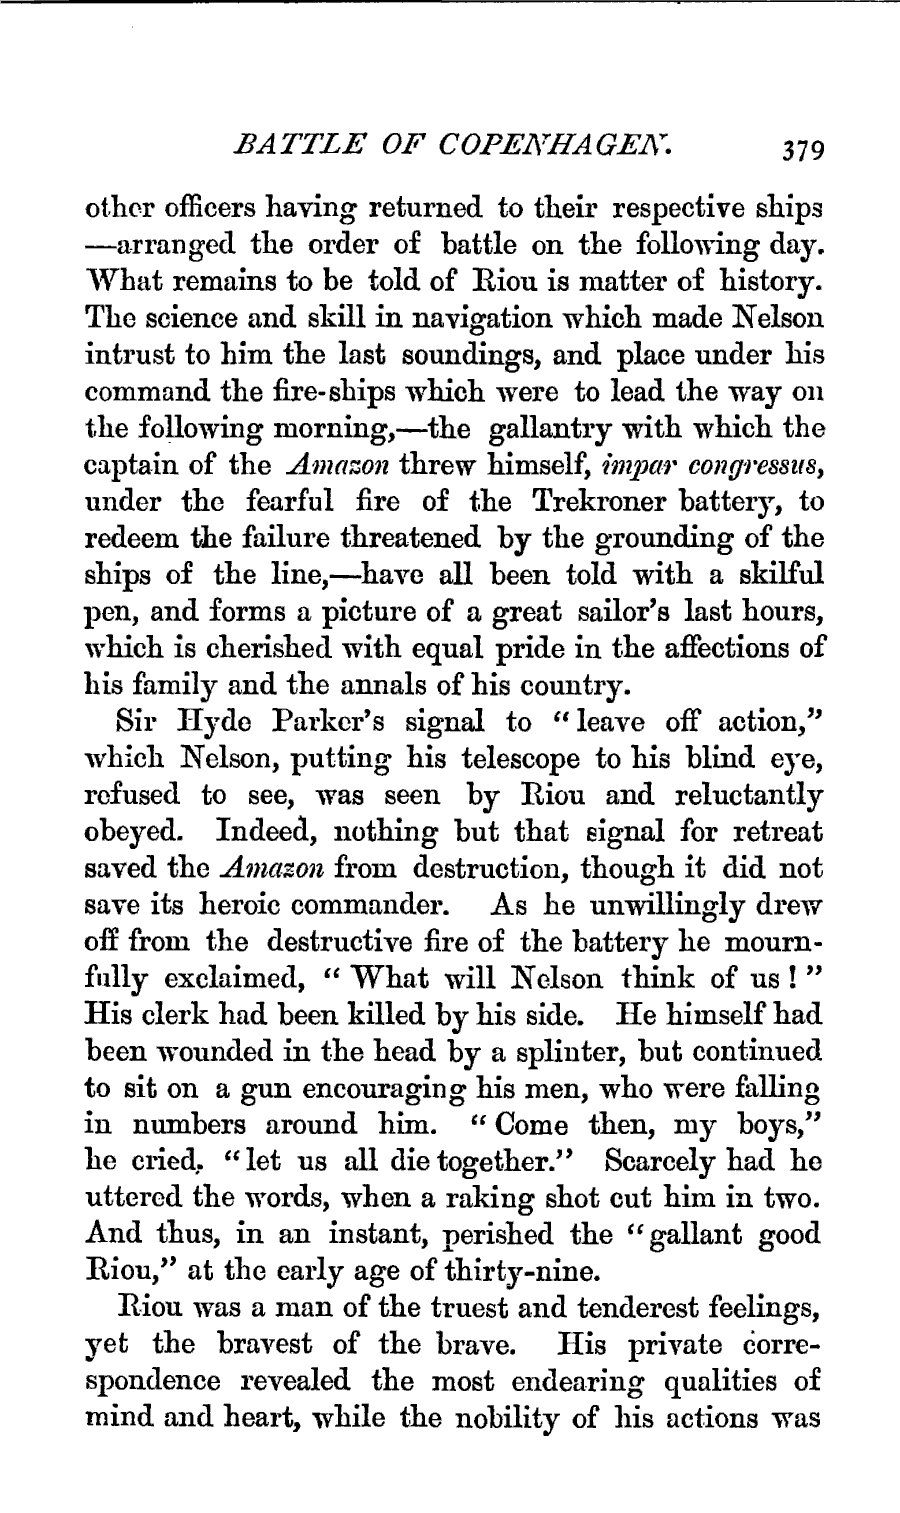 BATTLE OF COPENHAGEN. 379
other officers having returned to their respective ships
—arranged the order of battle on the following day.
What remains to be told of Riou is matter of history.
The science and skill in navigation which made Nelson
intrust to him the last soundings, and place under his
command the fire-ships which were to lead the way on
the following morning,—the gallantry with which the
captain of the Amazon threw himself, impar congressus,
under the fearful fire of the Trekroner battery, to
redeem the failure threatened by the grounding of the
ships of the line,—have all been told with a skilful
pen, and forms a picture of a great sailor's last hours,
which is cherished with equal pride in the affections of
his family and the annals of his country.
Sir Hyde Parker's signal to “leave off action,”
which Nelson, putting his telescope to his blind eye,
refused to see, was seen by Riou and reluctantly
obeyed. Indeed, nothing but that signal for retreat
saved the Amazon from destruction, though it did not
save its heroic commander. As he unwillingly drew
off from the destructive fire of the battery he mourn-
fully exclaimed, “What will Nelson think of us!”
His clerk had been killed by his side. He himself had
been wounded in the head by a splinter, but continued
to sit on a gun encouraging his men, who were falling
in numbers around him. “Come then, my boys,”
he cried, “let us all die together.” Scarcely had he
uttered the words, when a raking shot cut him in two.
And thus, in an instant, perished the “gallant good
Riou,” at the early age of thirty-nine.
Riou was a man of the truest and tenderest feelings,
yet the bravest of the brave. His private corre-
spondence revealed the most endearing qualities of
mind and heart, while the nobility of his actions was